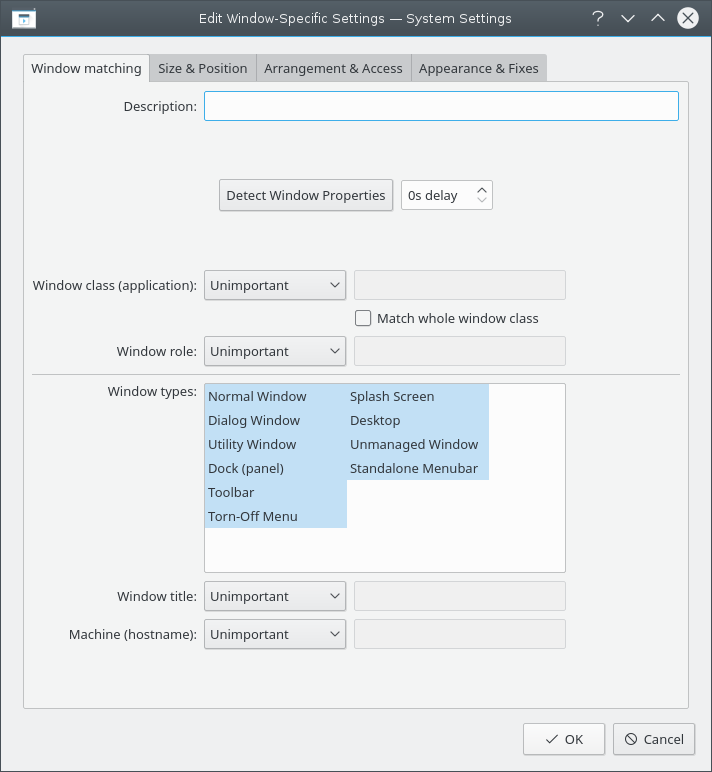 Edit Window-Specific Settings — System Settings
Window matching Size & Position Arrangement & Access Appearance & Fixes
Description:
Detect Window Properties 0s delay
Window class (application): Unimportant
Match whole window class
Window role: Unimportant
Window types: Normal Window Splash Screen
Dialog Window Desktop
Utility Window Unmanaged Window
Dock (panel) Standalone Menubar
Toolbar
Torn-Off Menu
Window title: Unimportant
Machine (hostname): Unimportant
OK Cancel